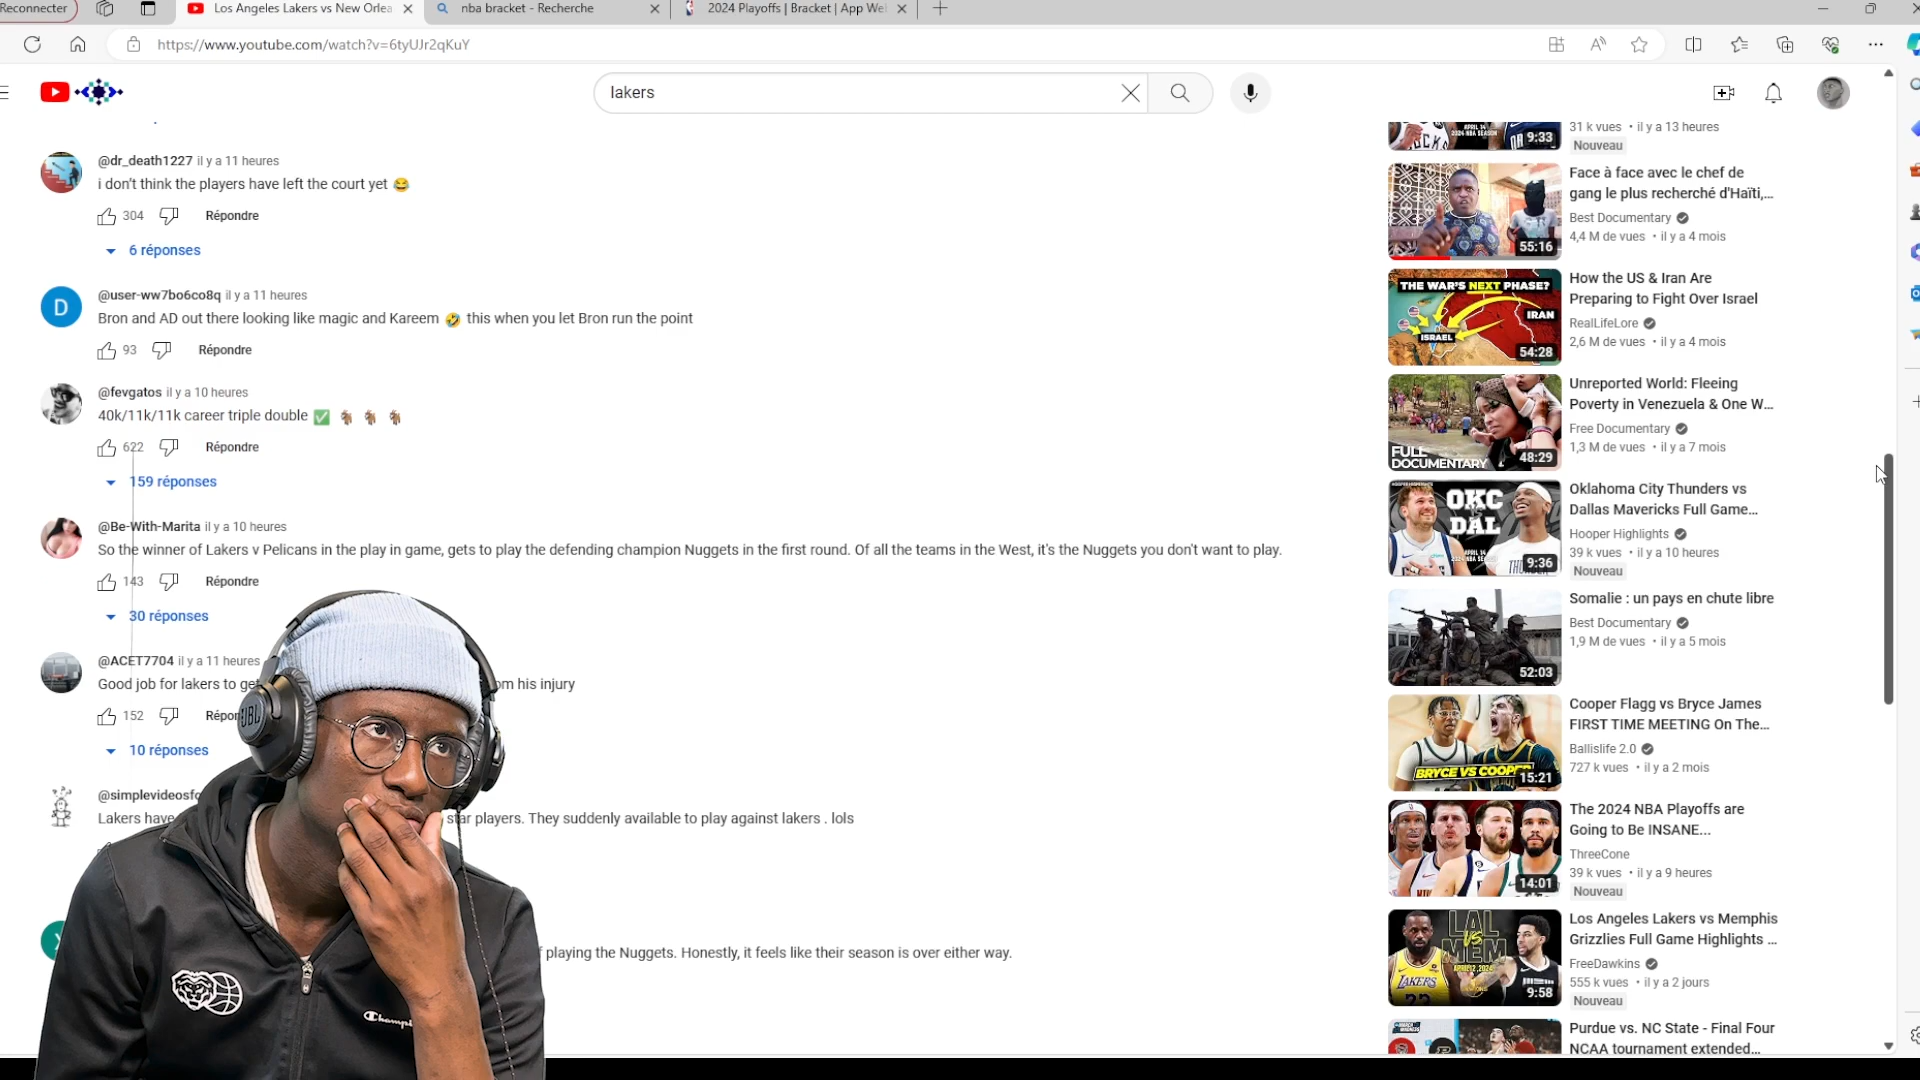 Reconnecter
Los Angeles Lakers vs New Orlea
nba bracket - Recherche
2024 Playoffs | Bracket | App We
https://www.youtube.com/watch?v=6tyUJr2qKuY
lakers
@dr_death1227 il y a 11 heures
i don't think the players have left the court yet 😂
304 Répondre
6 réponses
D
@user-ww7bo6co8q il y a 11 heures
Bron and AD out there looking like magic and Kareem 🤣 this when you let Bron run the point
93 Répondre
@fevgatos il y a 10 heures
40k/11k/11k career triple double ✅ 🐐 🐐 🐐
622 Répondre
159 réponses
@Be-With-Marita il y a 10 heures
So the winner of Lakers v Pelicans in the play in game, gets to play the defending champion Nuggets in the first round. Of all the teams in the West, it's the Nuggets you don't want to play.
143 Répondre
30 réponses
@ACET7704 il y a 11 heures
Good job for lakers to get om his injury
152 Répon
10 réponses
@simplevideosfo
Lakers have star players. They suddenly available to play against lakers . lols
playing the Nuggets. Honestly, it feels like their season is over either way.
JBL
Champi
9:33
31 k vues • il y a 13 heures
Nouveau
55:16
Face à face avec le chef de
gang le plus recherché d'Haïti,...
Best Documentary
4,4 M de vues • il y a 4 mois
THE WAR'S NEXT PHASE?
IRAN
ISRAEL
54:28
How the US & Iran Are
Preparing to Fight Over Israel
RealLifeLore
2,6 M de vues • il y a 4 mois
FULL
DOCUMENTARY
48:29
Unreported World: Fleeing
Poverty in Venezuela & One W...
Free Documentary
1,3 M de vues • il y a 7 mois
OKC
DAL
9:36
Oklahoma City Thunders vs
Dallas Mavericks Full Game...
Hooper Highlights
39 k vues • il y a 10 heures
Nouveau
52:03
Somalie : un pays en chute libre
Best Documentary
1,9 M de vues • il y a 5 mois
BRYCE VS COOPER
15:21
Cooper Flagg vs Bryce James
FIRST TIME MEETING On The...
Ballislife 2.0
727 k vues • il y a 2 mois
14:01
The 2024 NBA Playoffs are
Going to Be INSANE...
ThreeCone
39 k vues • il y a 9 heures
Nouveau
LAL
VS
MEM
APRIL 12, 2024
LAKERS
23
9:58
Los Angeles Lakers vs Memphis
Grizzlies Full Game Highlights ...
FreeDawkins
555 k vues • il y a 2 jours
Nouveau
Purdue vs. NC State - Final Four
NCAA tournament extended...